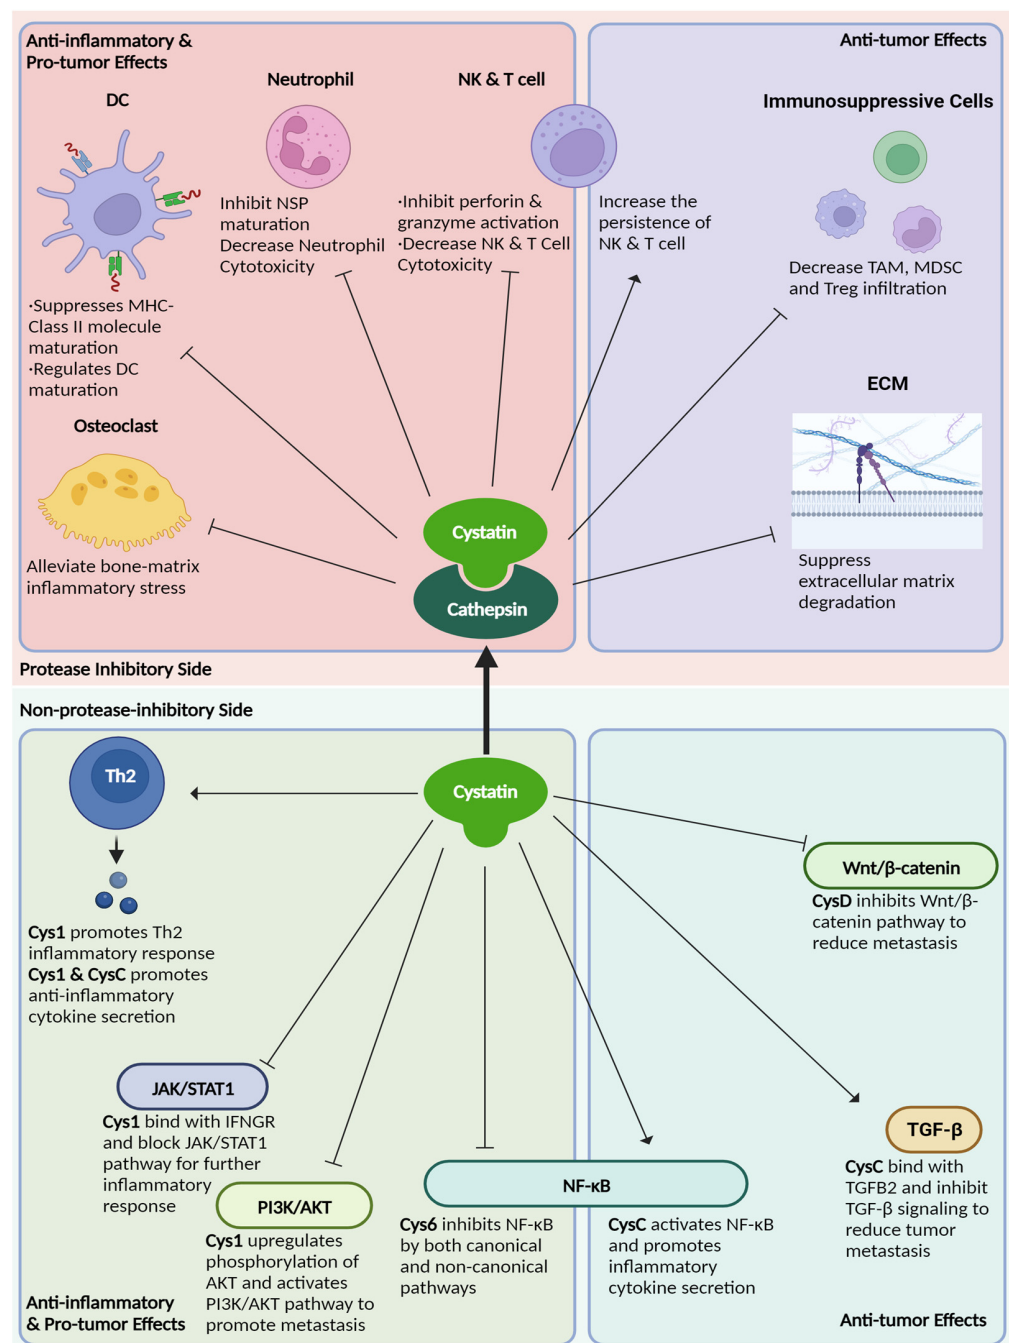 Anti-inflammatory &
Pro-tumor Effects
DC
·Suppresses MHC-
Class II molecule
maturation
·Regulates DC
maturation
Neutrophil
Inhibit NSP
maturation
Decrease Neutrophil
Cytotoxicity
NK & T cell
·Inhibit perforin &
granzyme activation
·Decrease NK & T Cell
Cytotoxicity
Osteoclast
Alleviate bone-matrix
inflammatory stress
Anti-tumor Effects
Increase the
persistence of
NK & T cell
Immunosuppressive Cells
Decrease TAM, MDSC
and Treg infiltration
ECM
Suppress
extracellular matrix
degradation
Cystatin
Cathepsin
Protease Inhibitory Side
Non-protease-inhibitory Side
Th2
Cystatin
Cys1 promotes Th2
inflammatory response
Cys1 & CysC promotes
anti-inflammatory
cytokine secretion
JAK/STAT1
Cys1 bind with IFNGR
and block JAK/STAT1
pathway for further
inflammatory
response
PI3K/AKT
Cys1 upregulates
phosphorylation of
AKT and activates
PI3K/AKT pathway to
promote metastasis
NF-κB
Cys6 inhibits NF-κB
by both canonical
and non-canonical
pathways
CysC activates NF-κB
and promotes
inflammatory
cytokine secretion
Wnt/β-catenin
CysD inhibits Wnt/β-
catenin pathway to
reduce metastasis
TGF-β
CysC bind with
TGFB2 and inhibit
TGF-β signaling to
reduce tumor
metastasis
Anti-inflammatory
& Pro-tumor Effects
Anti-tumor Effects